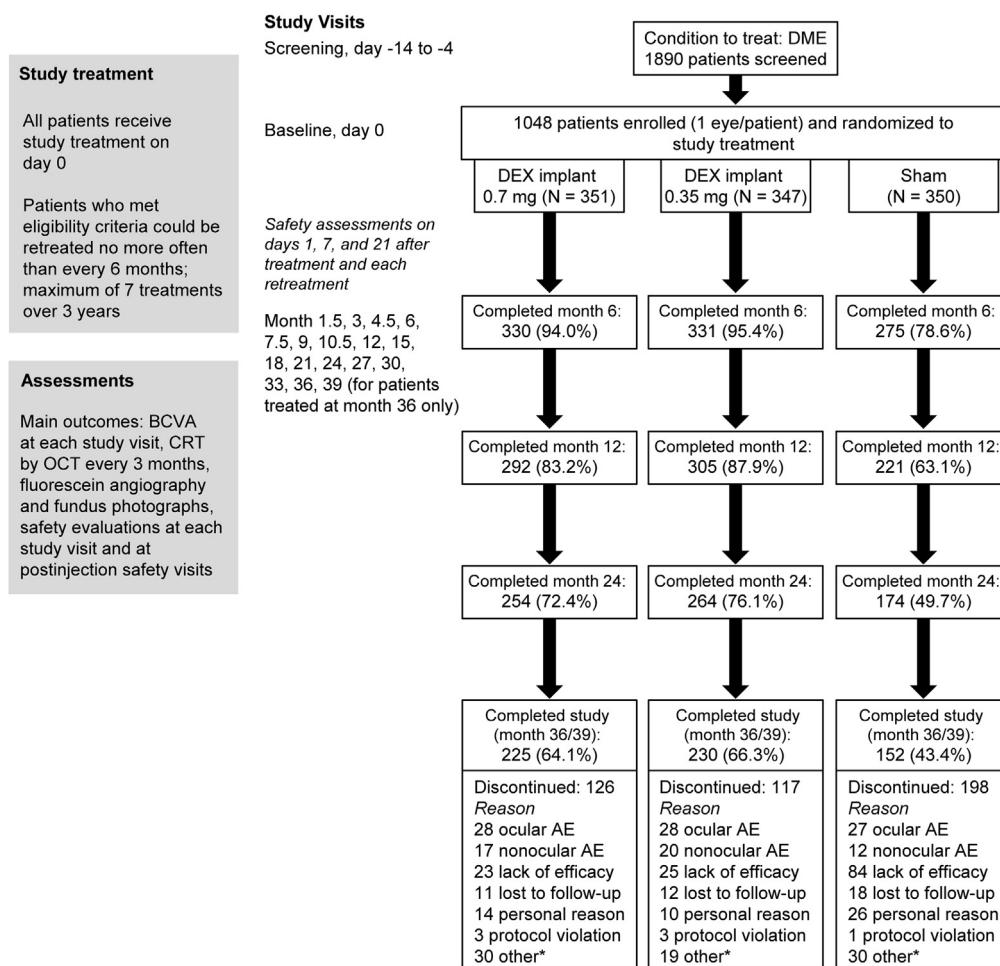 Study treatment
All patients receive
study treatment on
day 0
Patients who met
eligibility criteria could be
retreated no more often
than every 6 months;
maximum of 7 treatments
over 3 years
Assessments
Main outcomes: BCVA
at each study visit, CRT
by OCT every 3 months,
fluorescein angiography
and fundus photographs,
safety evaluations at each
study visit and at
postinjection safety visits
Study Visits
Screening, day -14 to -4
Baseline, day 0
Safety assessments on
days 1, 7, and 21 after
treatment and each
retreatment
Month 1.5, 3, 4.5, 6,
7.5, 9, 10.5, 12, 15,
18, 21, 24, 27, 30,
33, 36, 39 (for patients
treated at month 36 only)
Condition to treat: DME
1890 patients screened
1048 patients enrolled (1 eye/patient) and randomized to
study treatment
DEX implant
0.7 mg (N = 351)
DEX implant
0.35 mg (N = 347)
Sham
(N = 350)
Completed month 6:
330 (94.0%)
Completed month 6:
331 (95.4%)
Completed month 6:
275 (78.6%)
Completed month 12:
292 (83.2%)
Completed month 12:
305 (87.9%)
Completed month 12:
221 (63.1%)
Completed month 24:
254 (72.4%)
Completed month 24:
264 (76.1%)
Completed month 24:
174 (49.7%)
Completed study
(month 36/39):
225 (64.1%)
Discontinued: 126
Reason
28 ocular AE
17 nonocular AE
23 lack of efficacy
11 lost to follow-up
14 personal reason
3 protocol violation
30 other*
Completed study
(month 36/39):
230 (66.3%)
Discontinued: 117
Reason
28 ocular AE
20 nonocular AE
25 lack of efficacy
12 lost to follow-up
10 personal reason
3 protocol violation
19 other*
Completed study
(month 36/39):
152 (43.4%)
Discontinued: 198
Reason
27 ocular AE
12 nonocular AE
84 lack of efficacy
18 lost to follow-up
26 personal reason
1 protocol violation
30 other*